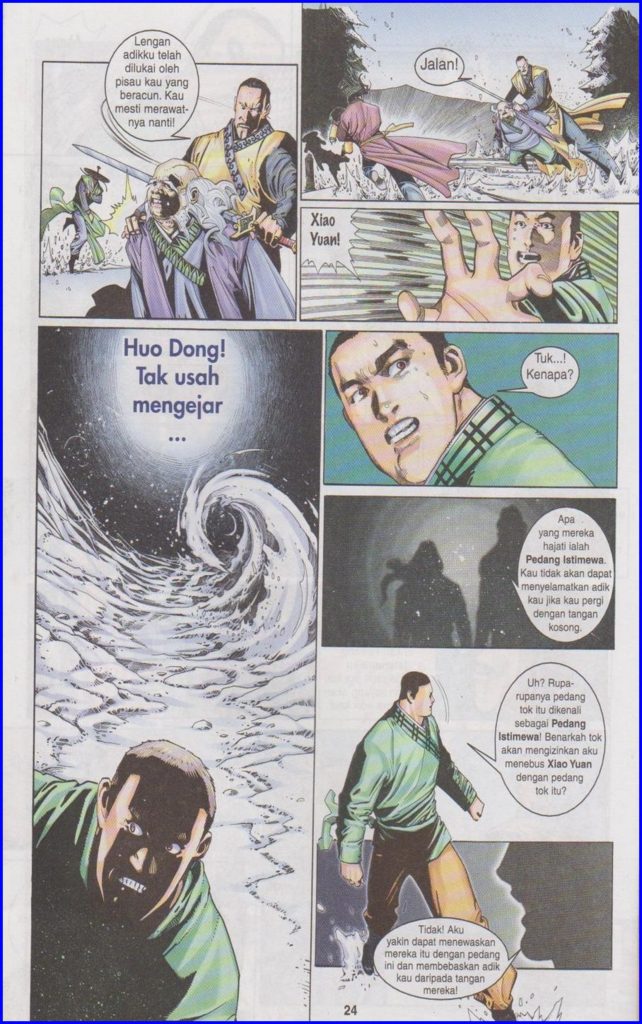 Lengan
adikku telah
dilukai oleh
pisau kau yang
beracun. Kau
mesti merawat-
nya nanti!
Jalan!
Xiao
Yuan!
Huo Dong!
Tak usah
mengejar
...
Tuk...!
Kenapa?
Apa
yang mereka
hajati ialah
Pedang Istimewa.
Kau tidak akan dapat
menyelamatkan adik
kau jika kau pergi
dengan tangan
kosong.
Uh? Rupa-
rupanya pedang
tok itu dikenali
sebagai Pedang
Istimewa! Benarkah tok
akan mengizinkan aku
menebus Xiao Yuan
dengan pedang
tok itu?
Tidak! Aku
yakin dapat menewaskan
mereka itu dengan pedang
ini dan membebaskan adik
kau daripada tangan
mereka!
24